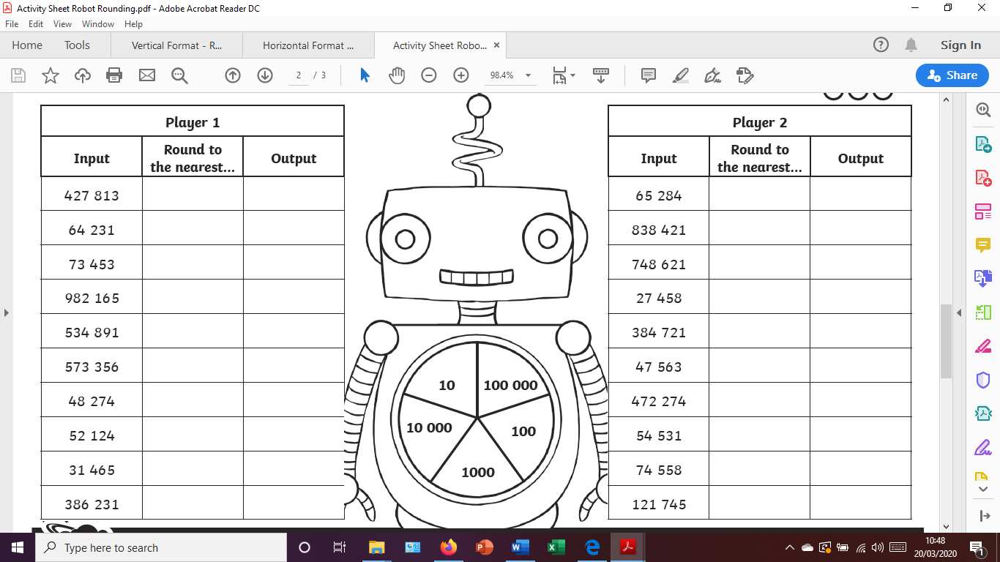 Activity Sheet Robot Rounding.pdf - Adobe Acrobat Reader DC
File Edit View Window Help
Home Tools Vertical Format - R... Horizontal Format ... Activity Sheet Robo... Sign In
2 / 3 98.4% Share
Player 1
Input Round to the nearest... Output
427 813
64 231
73 453
982 165
534 891
573 356
48 274
52 124
31 465
386 231
10 100 000
10 000 100
1000
Player 2
Input Round to the nearest... Output
65 284
838 421
748 621
27 458
384 721
47 563
472 274
54 531
74 558
121 745
Type here to search
10:48
20/03/2020
1